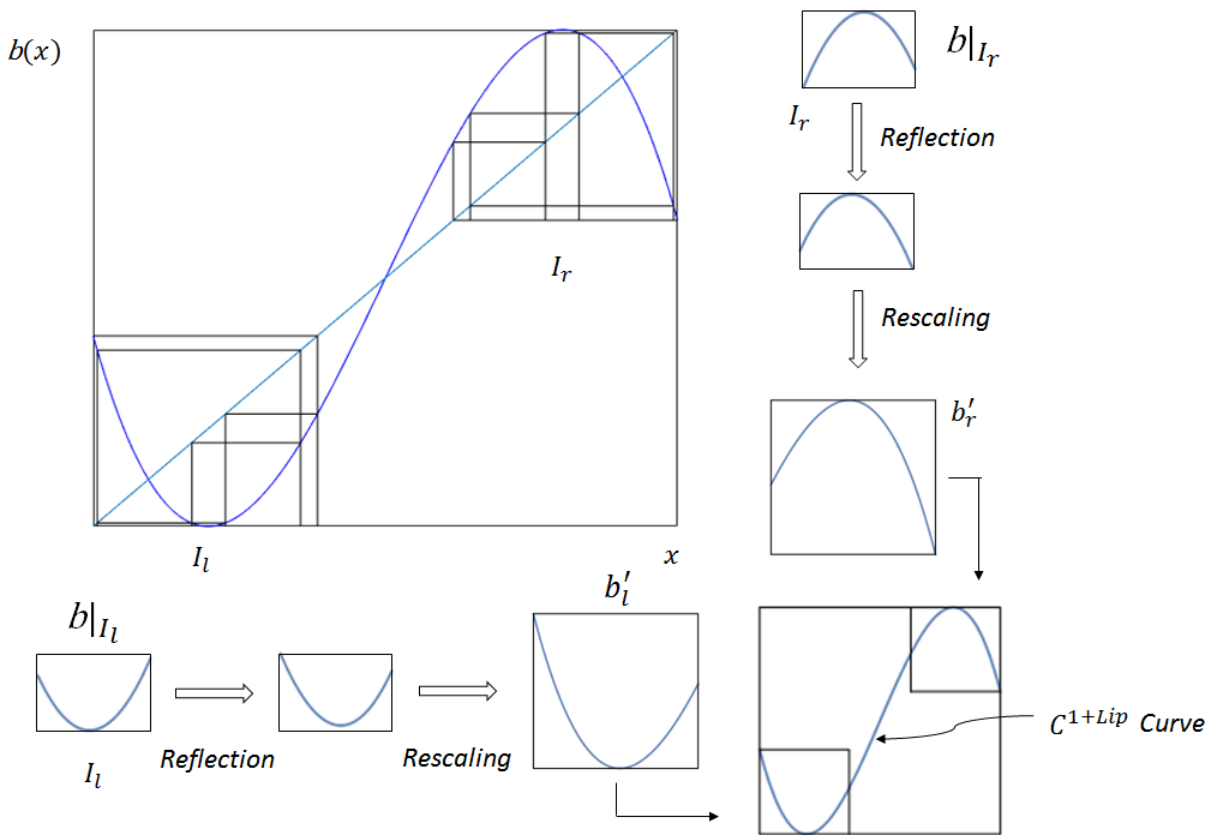 b(x)
b|_{I_r}
I_r
Reflection
I_r
Rescaling
b'_r
I_l
x
b|_{I_l}
b'_l
Reflection
Rescaling
I_l
C^{1+Lip} Curve